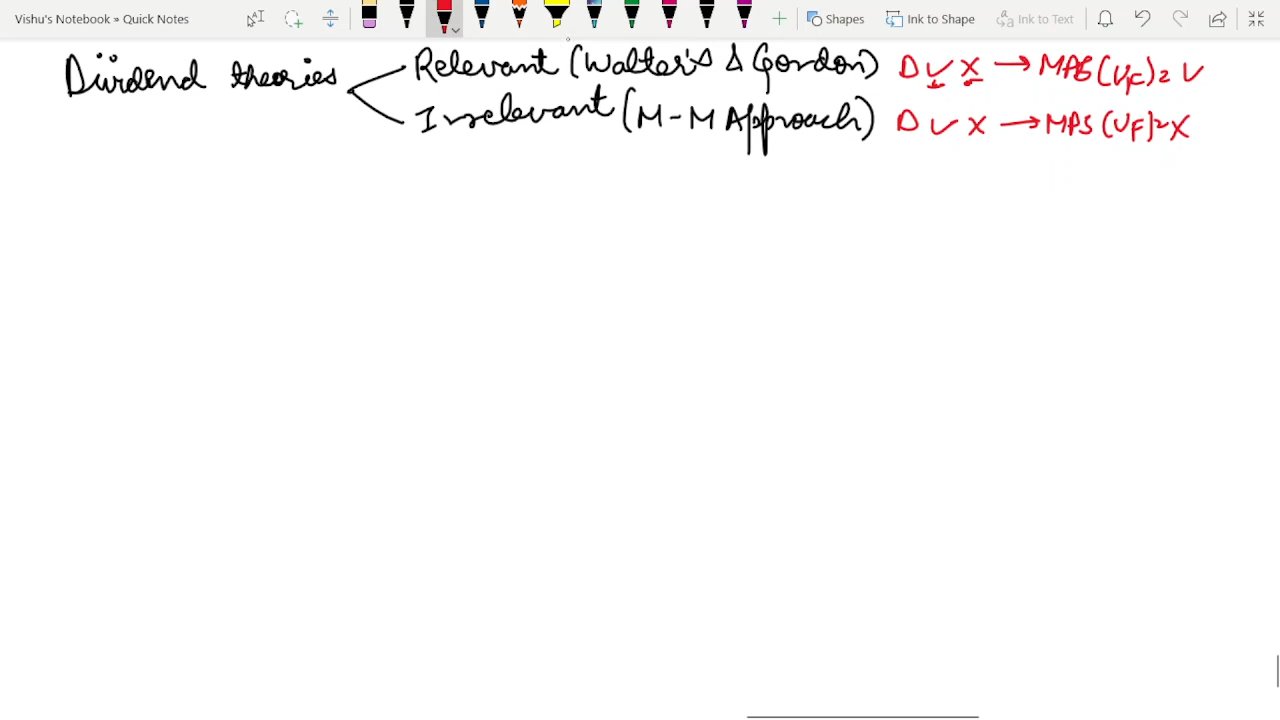 Vishu's Notebook » Quick Notes
Shapes
Ink to Shape
Ink to Text
Dividend theories
Relevant (Walter's & Gordon) D ✓ X → MPS (VF) = ✓
Irrelevant (M-M Approach) D ✓ X → MPS (VF) = X